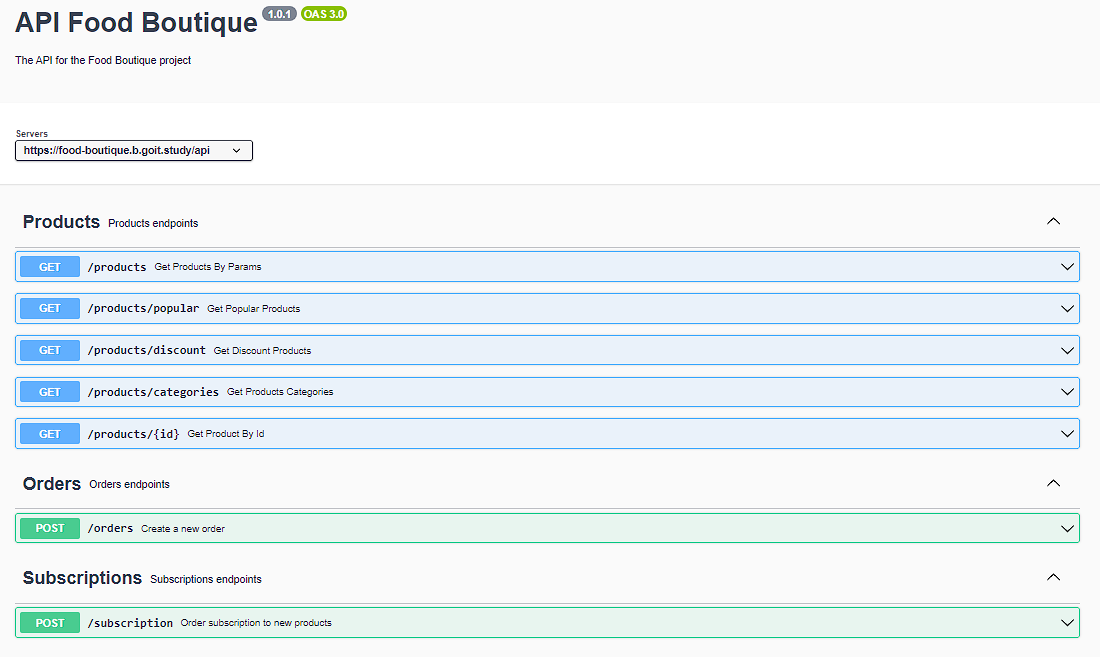 API Food Boutique 1.0.1 OAS 3.0
The API for the Food Boutique project
Servers
https://food-boutique.b.goit.study/api
Products Products endpoints
GET /products Get Products By Params
GET /products/popular Get Popular Products
GET /products/discount Get Discount Products
GET /products/categories Get Products Categories
GET /products/{id} Get Product By Id
Orders Orders endpoints
POST /orders Create a new order
Subscriptions Subscriptions endpoints
POST /subscription Order subscription to new products